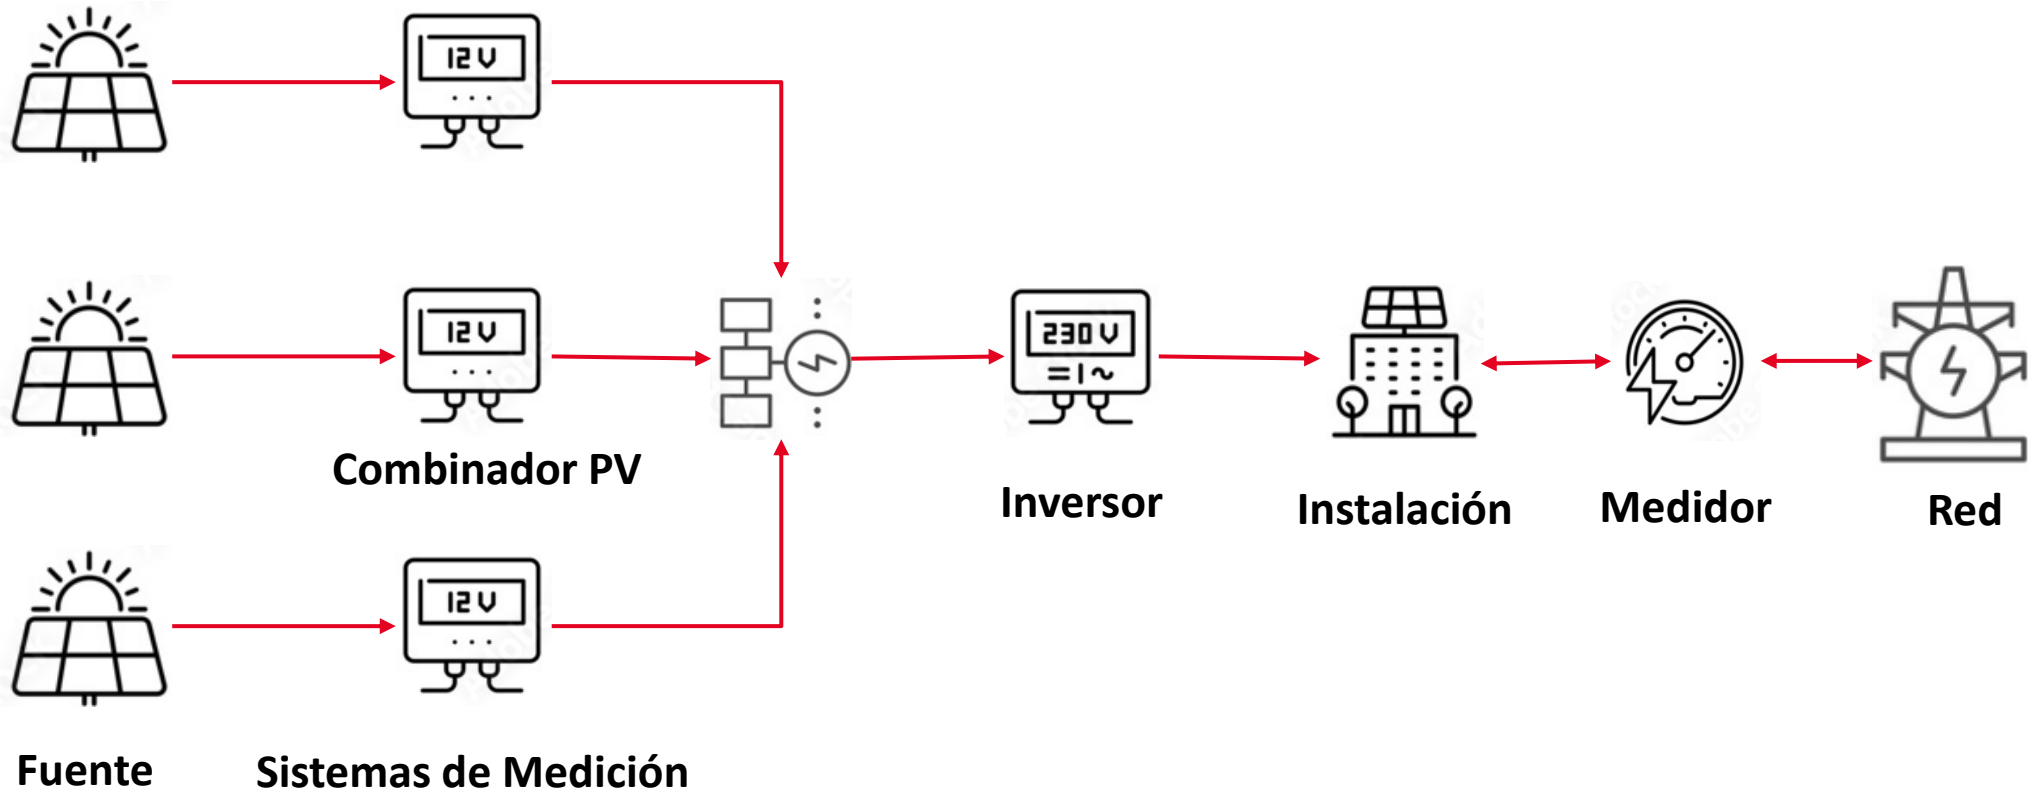 12 V
12 V
230 V
Combinador PV
Inversor
Instalación
Medidor
Red
12 V
Fuente
Sistemas de Medición